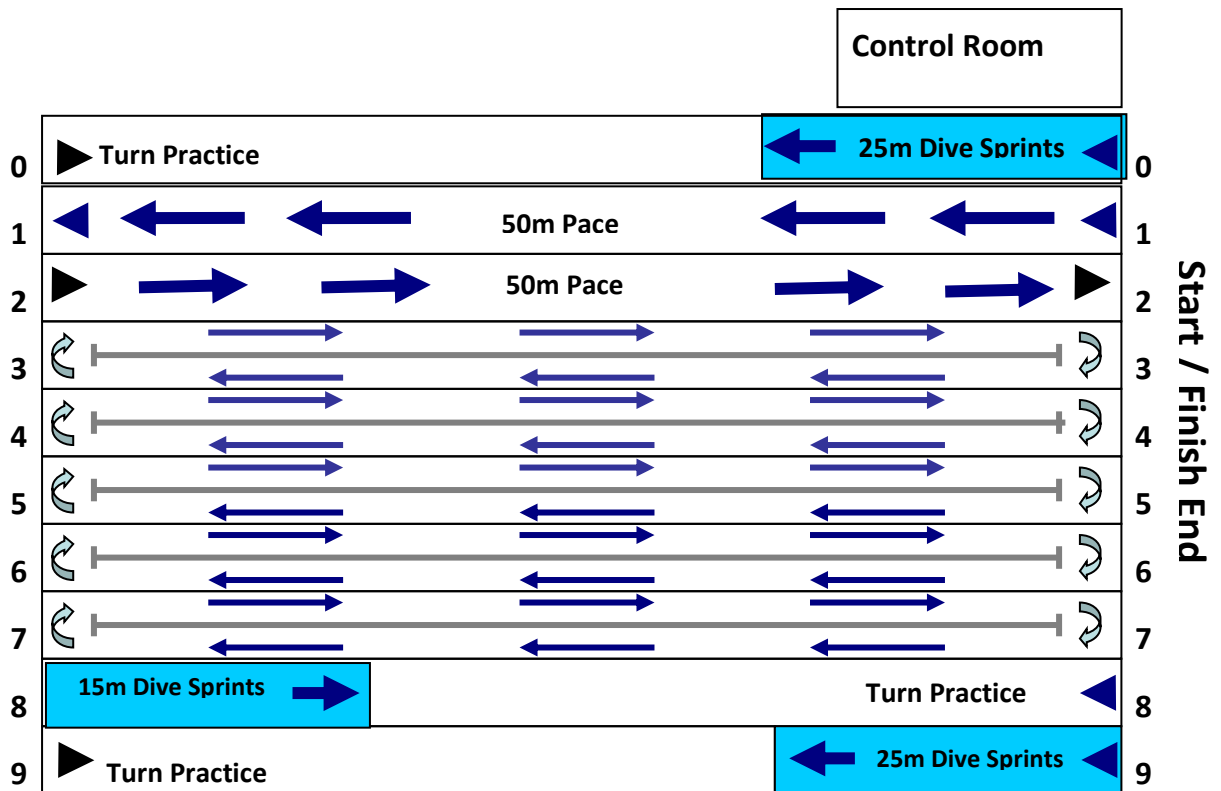 Control Room
0 Turn Practice 25m Dive Sprints 0
1 50m Pace 1
2 50m Pace 2
3 3
4 4
5 5
6 6
7 7
8 15m Dive Sprints Turn Practice 8
9 Turn Practice 25m Dive Sprints 9
Start / Finish End